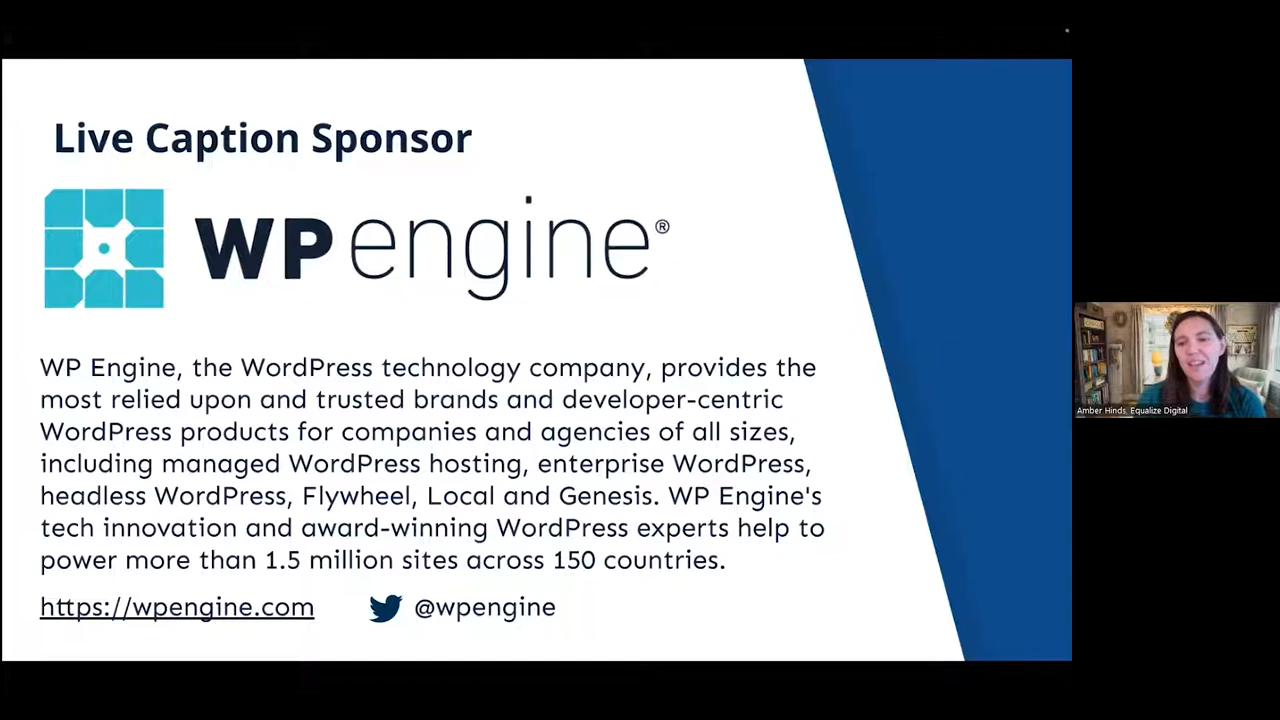 Live Caption Sponsor
WP engine®
WP Engine, the WordPress technology company, provides the
most relied upon and trusted brands and developer-centric
WordPress products for companies and agencies of all sizes,
including managed WordPress hosting, enterprise WordPress,
headless WordPress, Flywheel, Local and Genesis. WP Engine's
tech innovation and award-winning WordPress experts help to
power more than 1.5 million sites across 150 countries.
https://wpengine.com @wpengine
Amber Hinds, Equalize Digital